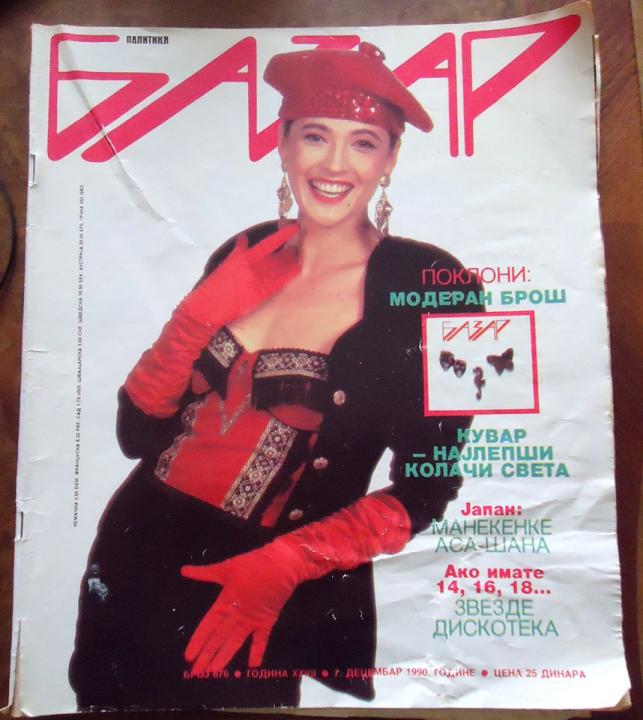 ПОЛИТИКА
БАЗАР
ПОКЛОНИ:
МОДЕРАН БРОШ
БАЗАР
КУВАР
– НАЈЛЕПШИ
КОЛАЧИ СВЕТА
Јапан:
МАНЕКЕНКЕ
АСА-ШАНА
Ако имате
14, 16, 18...
ЗВЕЗДЕ
ДИСКОТЕКА
БРОЈ 676 • ГОДИНА XXVII • 7. ДЕЦЕМБАР 1990. ГОДИНЕ • ЦЕНА 25 ДИНАРА